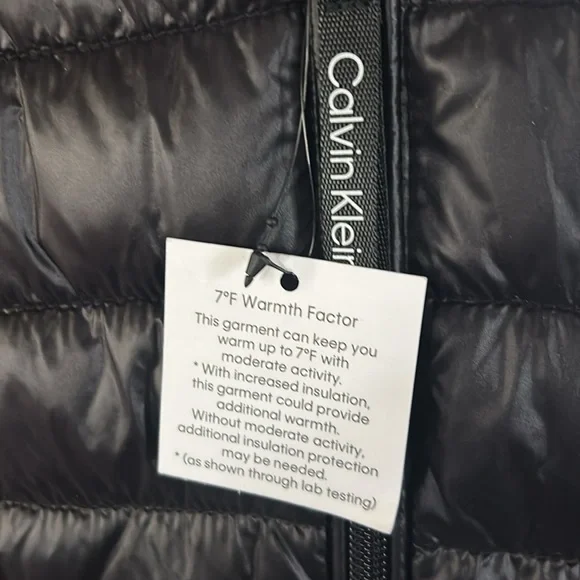 Calvin Klein
7°F Warmth Factor
This garment can keep you
warm up to 7°F with
moderate activity.
* With increased insulation,
this garment could provide
additional warmth.
Without moderate activity,
additional insulation protection
may be needed.
* (as shown through lab testing)